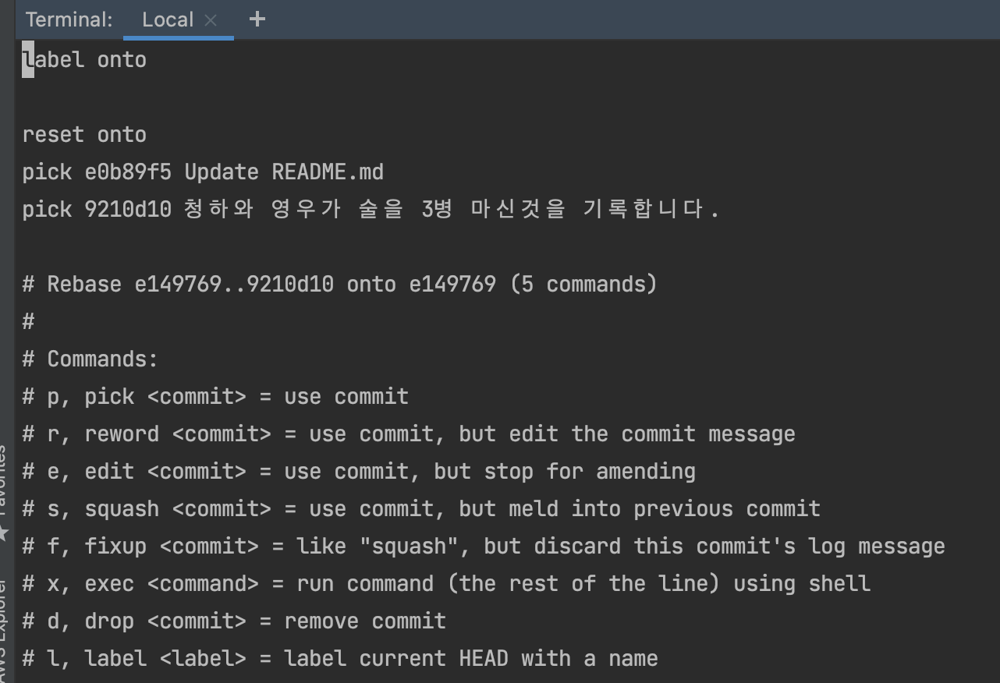 Terminal: Local × +
label onto
reset onto
pick e0b89f5 Update README.md
pick 9210d10 청하와 영우가 술을 3병 마신것을 기록합니다.
# Rebase e149769..9210d10 onto e149769 (5 commands)
#
# Commands:
# p, pick <commit> = use commit
# r, reword <commit> = use commit, but edit the commit message
# e, edit <commit> = use commit, but stop for amending
# s, squash <commit> = use commit, but meld into previous commit
# f, fixup <commit> = like "squash", but discard this commit's log message
# x, exec <command> = run command (the rest of the line) using shell
# d, drop <commit> = remove commit
# l, label <label> = label current HEAD with a name
Favorites
AWS Explorer